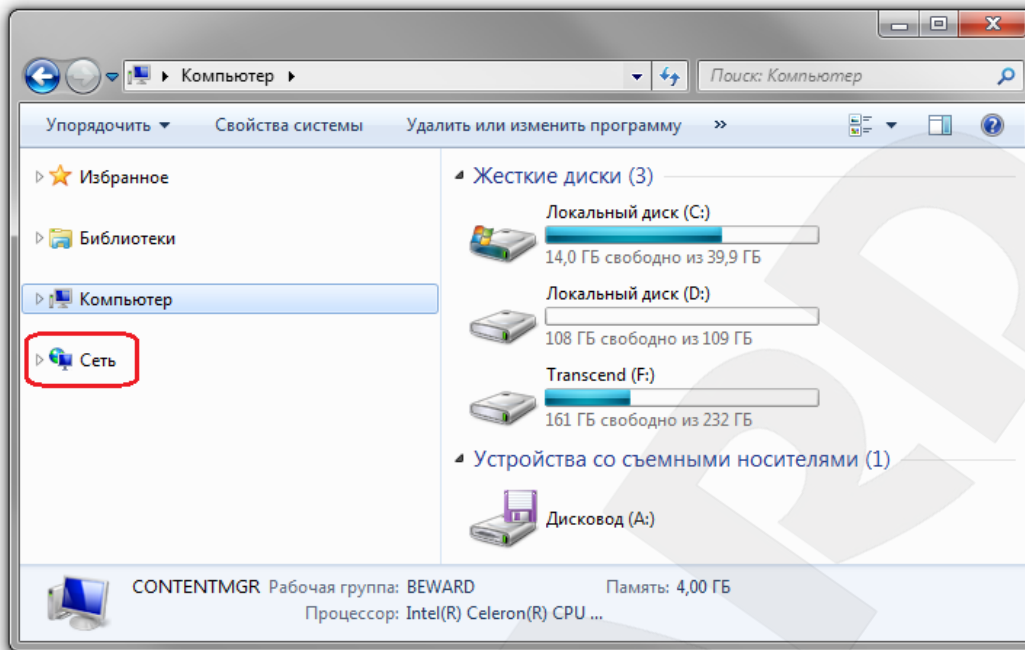 Компьютер
Поиск: Компьютер
Упорядочить Свойства системы Удалить или изменить программу »
Избранное
Библиотеки
Компьютер
Сеть
Жесткие диски (3)
Локальный диск (C:)
14,0 ГБ свободно из 39,9 ГБ
Локальный диск (D:)
108 ГБ свободно из 109 ГБ
Transcend (F:)
161 ГБ свободно из 232 ГБ
Устройства со съемными носителями (1)
Дисковод (A:)
CONTENTMGR Рабочая группа: BEWARD Память: 4,00 ГБ
Процессор: Intel(R) Celeron(R) CPU ...